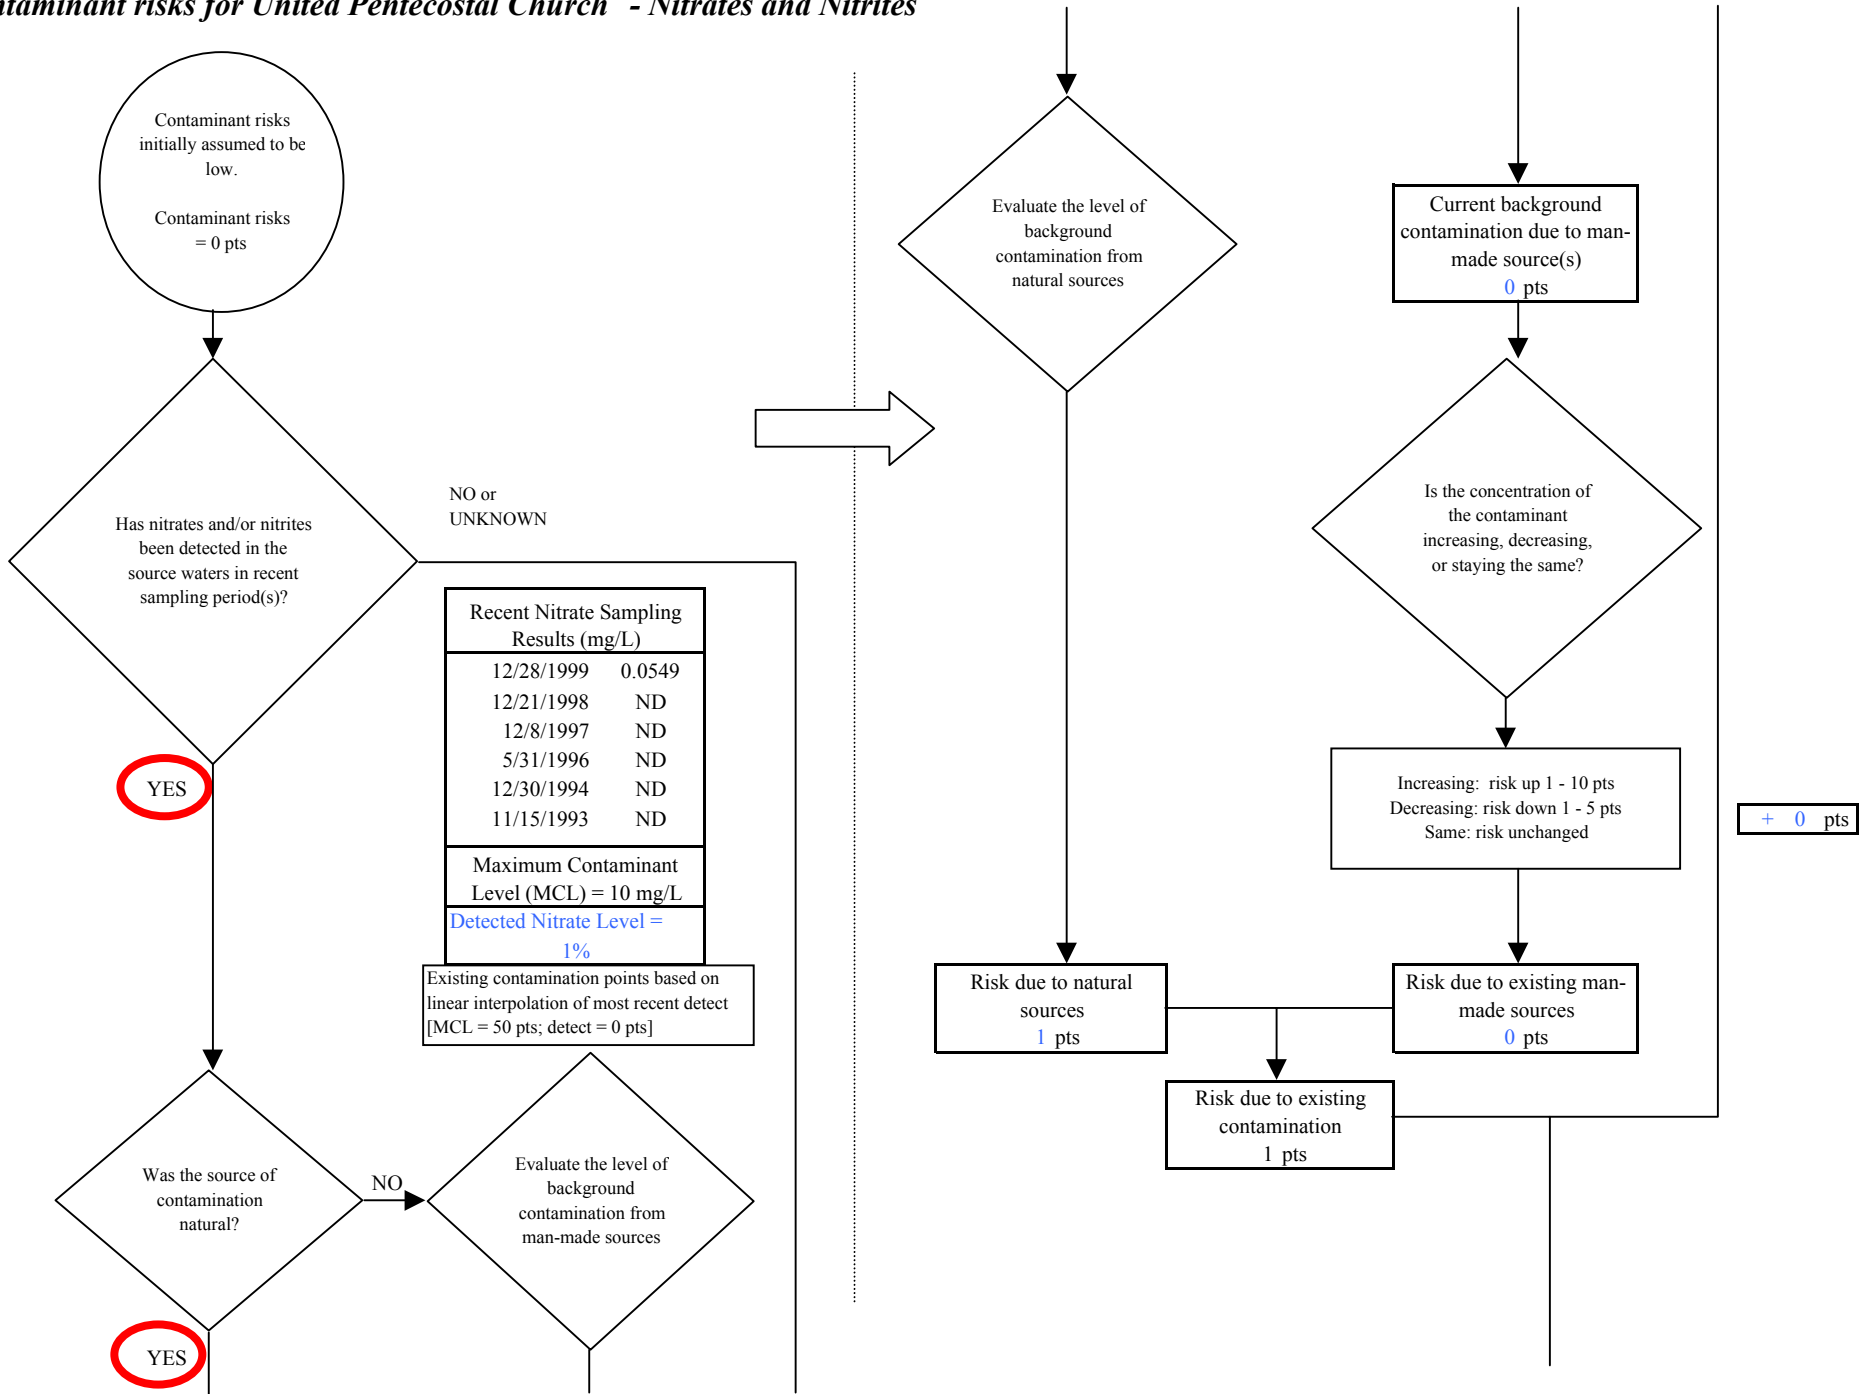 ntaminant risks for United Pentecostal Church - Nitrates and Nitrites
Contaminant risks
initially assumed to be
low.
Contaminant risks
= 0 pts
Has nitrates and/or nitrites
been detected in the
source waters in recent
sampling period(s)?
NO or
UNKNOWN
YES
Recent Nitrate Sampling
Results (mg/L)
12/28/1999 0.0549
12/21/1998 ND
12/8/1997 ND
5/31/1996 ND
12/30/1994 ND
11/15/1993 ND
Maximum Contaminant
Level (MCL) = 10 mg/L
Detected Nitrate Level =
1%
Existing contamination points based on
linear interpolation of most recent detect
[MCL = 50 pts; detect = 0 pts]
Was the source of
contamination
natural?
NO
Evaluate the level of
background
contamination from
man-made sources
YES
Evaluate the level of
background
contamination from
natural sources
Current background
contamination due to man-
made source(s)
0 pts
Is the concentration of
the contaminant
increasing, decreasing,
or staying the same?
Increasing: risk up 1 - 10 pts
Decreasing: risk down 1 - 5 pts
Same: risk unchanged
+ 0 pts
Risk due to natural
sources
1 pts
Risk due to existing man-
made sources
0 pts
Risk due to existing
contamination
1 pts